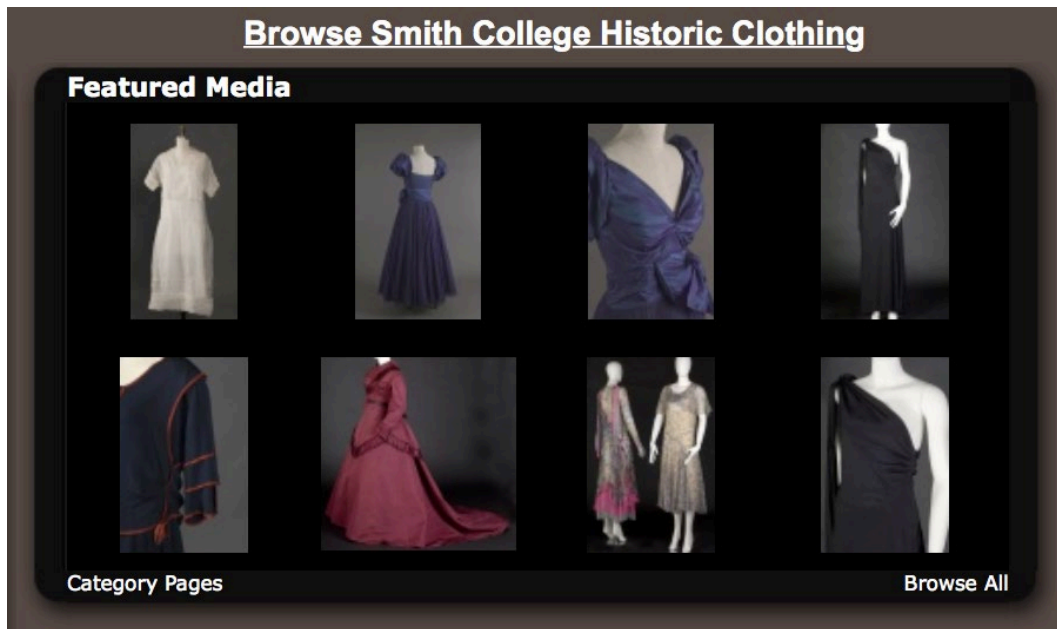 Browse Smith College Historic Clothing
Featured Media
Category Pages
Browse All